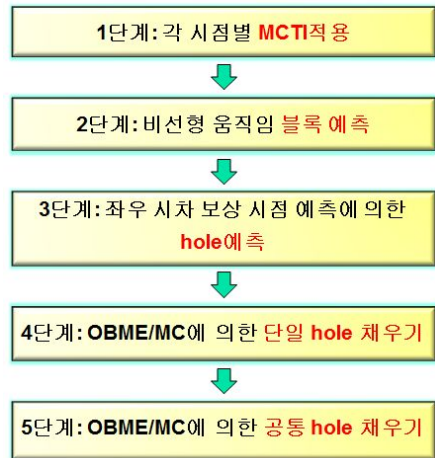 1단계: 각 시점별 MCTI적용
2단계: 비선형 움직임 블록 예측
3단계: 좌우 시차 보상 시점 예측에 의한
hole예측
4단계: OBME/MC에 의한 단일 hole 채우기
5단계: OBME/MC에 의한 공통 hole 채우기